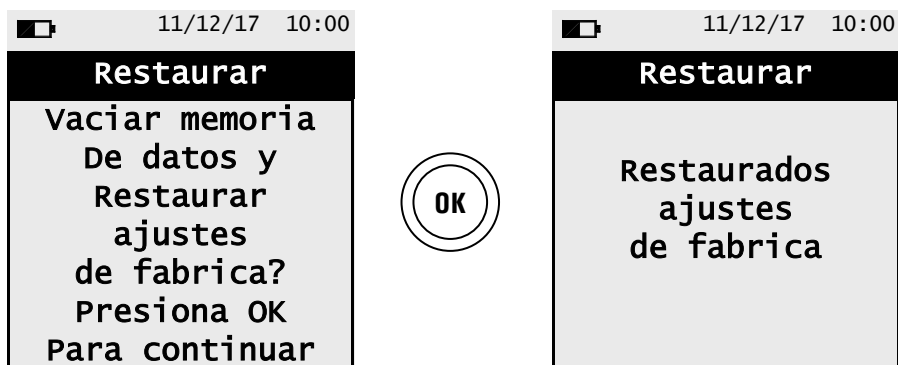 11/12/17 10:00
Restaurar
Vaciar memoria
De datos y
Restaurar
ajustes
de fabrica?
Presiona OK
Para continuar
OK
11/12/17 10:00
Restaurar
Restaurados
ajustes
de fabrica